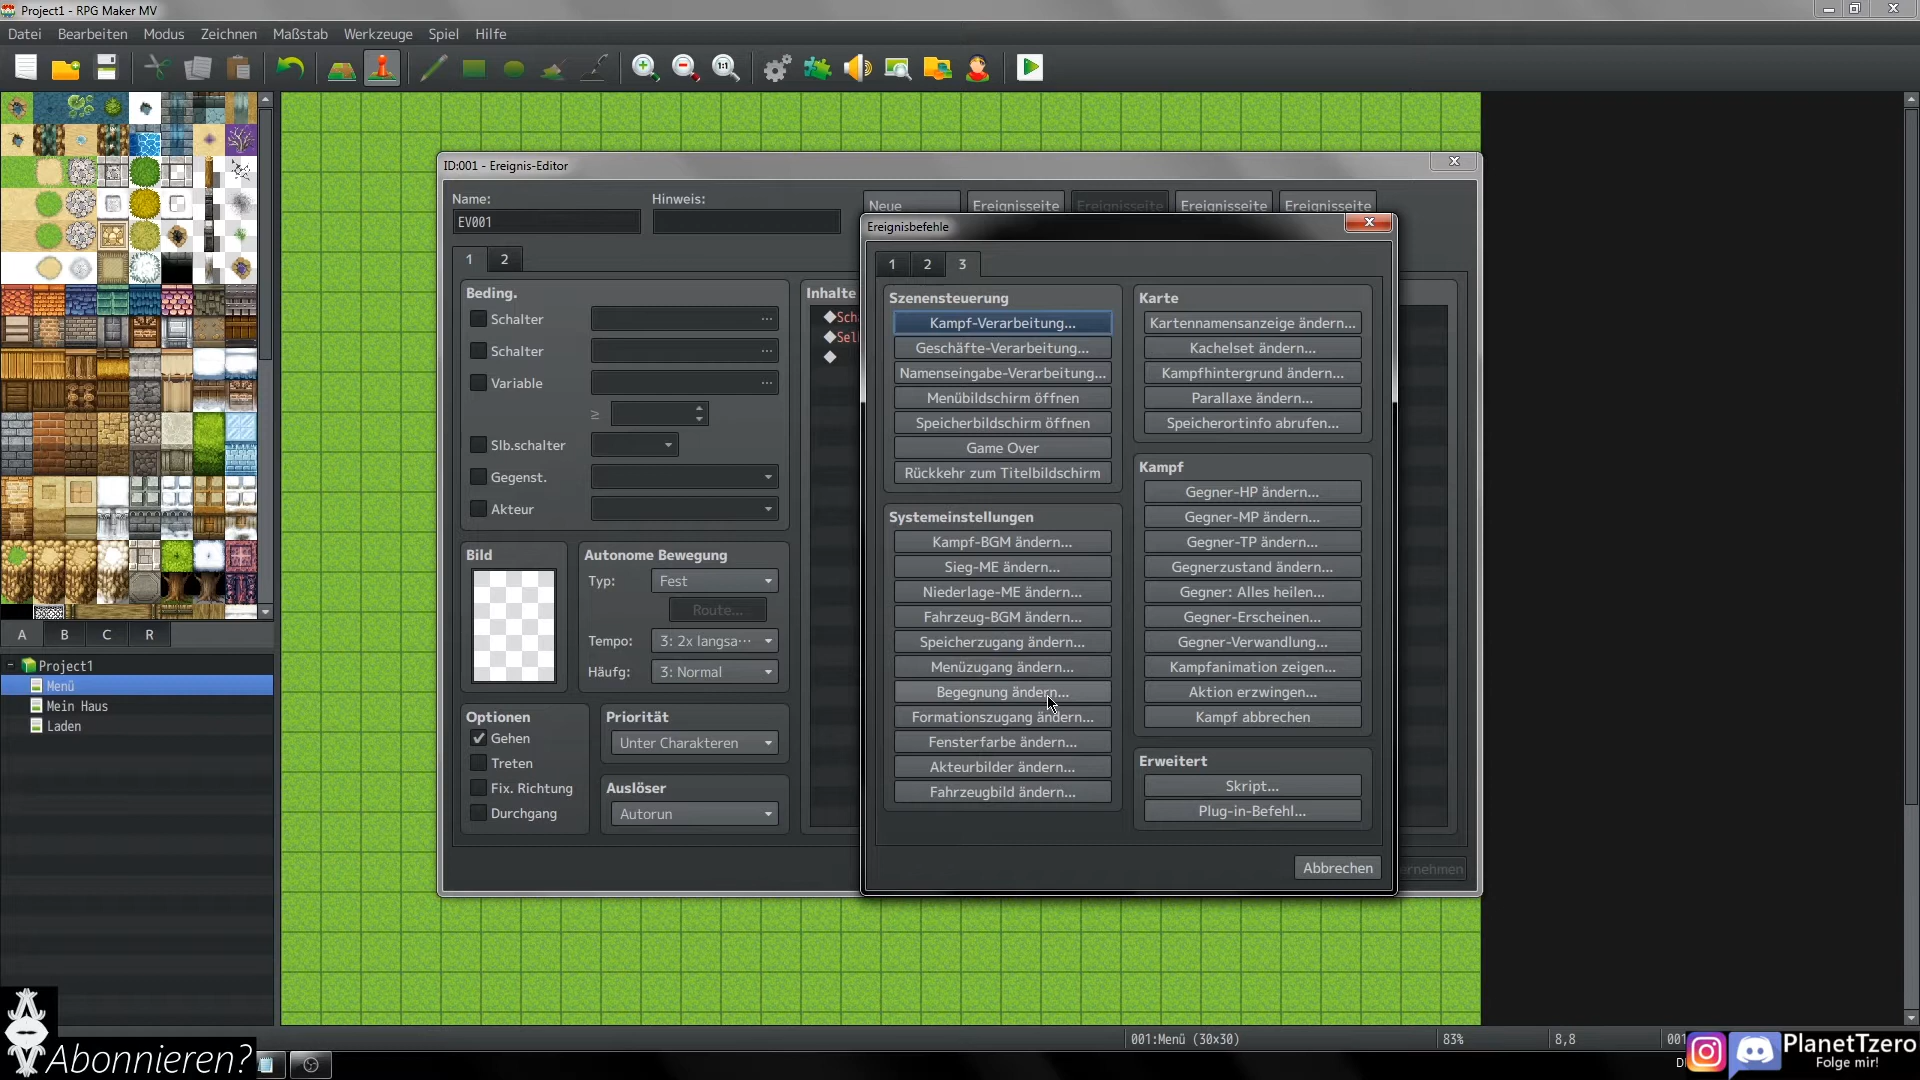 Project1 - RPG Maker MV
Datei Bearbeiten Modus Zeichnen Maßstab Werkzeuge Spiel Hilfe
1:1
ID:001 - Ereignis-Editor
Name: Hinweis:
EV001
Neue Ereignisseite Ereignisseite Ereignisseite Ereignisseite
1 2
Beding.
Schalter
Schalter
Variable
≥
Slb.schalter
Gegenst.
Akteur
Bild
Autonome Bewegung
Typ: Fest
Route...
Tempo: 3: 2x langsa···
Häufg: 3: Normal
Optionen
Gehen
Treten
Fix. Richtung
Durchgang
Priorität
Unter Charakteren
Auslöser
Autorun
Inhalte
◆Sch
◆Sel
◆
Ereignisbefehle
1 2 3
Szenensteuerung
Kampf-Verarbeitung...
Geschäfte-Verarbeitung...
Namenseingabe-Verarbeitung...
Menübildschirm öffnen
Speicherbildschirm öffnen
Game Over
Rückkehr zum Titelbildschirm
Systemeinstellungen
Kampf-BGM ändern...
Sieg-ME ändern...
Niederlage-ME ändern...
Fahrzeug-BGM ändern...
Speicherzugang ändern...
Menüzugang ändern...
Begegnung ändern...
Formationszugang ändern...
Fensterfarbe ändern...
Akteurbilder ändern...
Fahrzeugbild ändern...
Karte
Kartennamensanzeige ändern...
Kachelset ändern...
Kampfhintergrund ändern...
Parallaxe ändern...
Speicherortinfo abrufen...
Kampf
Gegner-HP ändern...
Gegner-MP ändern...
Gegner-TP ändern...
Gegnerzustand ändern...
Gegner: Alles heilen...
Gegner-Erscheinen...
Gegner-Verwandlung...
Kampfanimation zeigen...
Aktion erzwingen...
Kampf abbrechen
Erweitert
Skript...
Plug-in-Befehl...
Abbrechen
ernehmen
A B C R
Project1
Menü
Mein Haus
Laden
001:Menü (30x30) 83% 8,8 001
Abonnieren?
PlanetTzero
Folge mir!